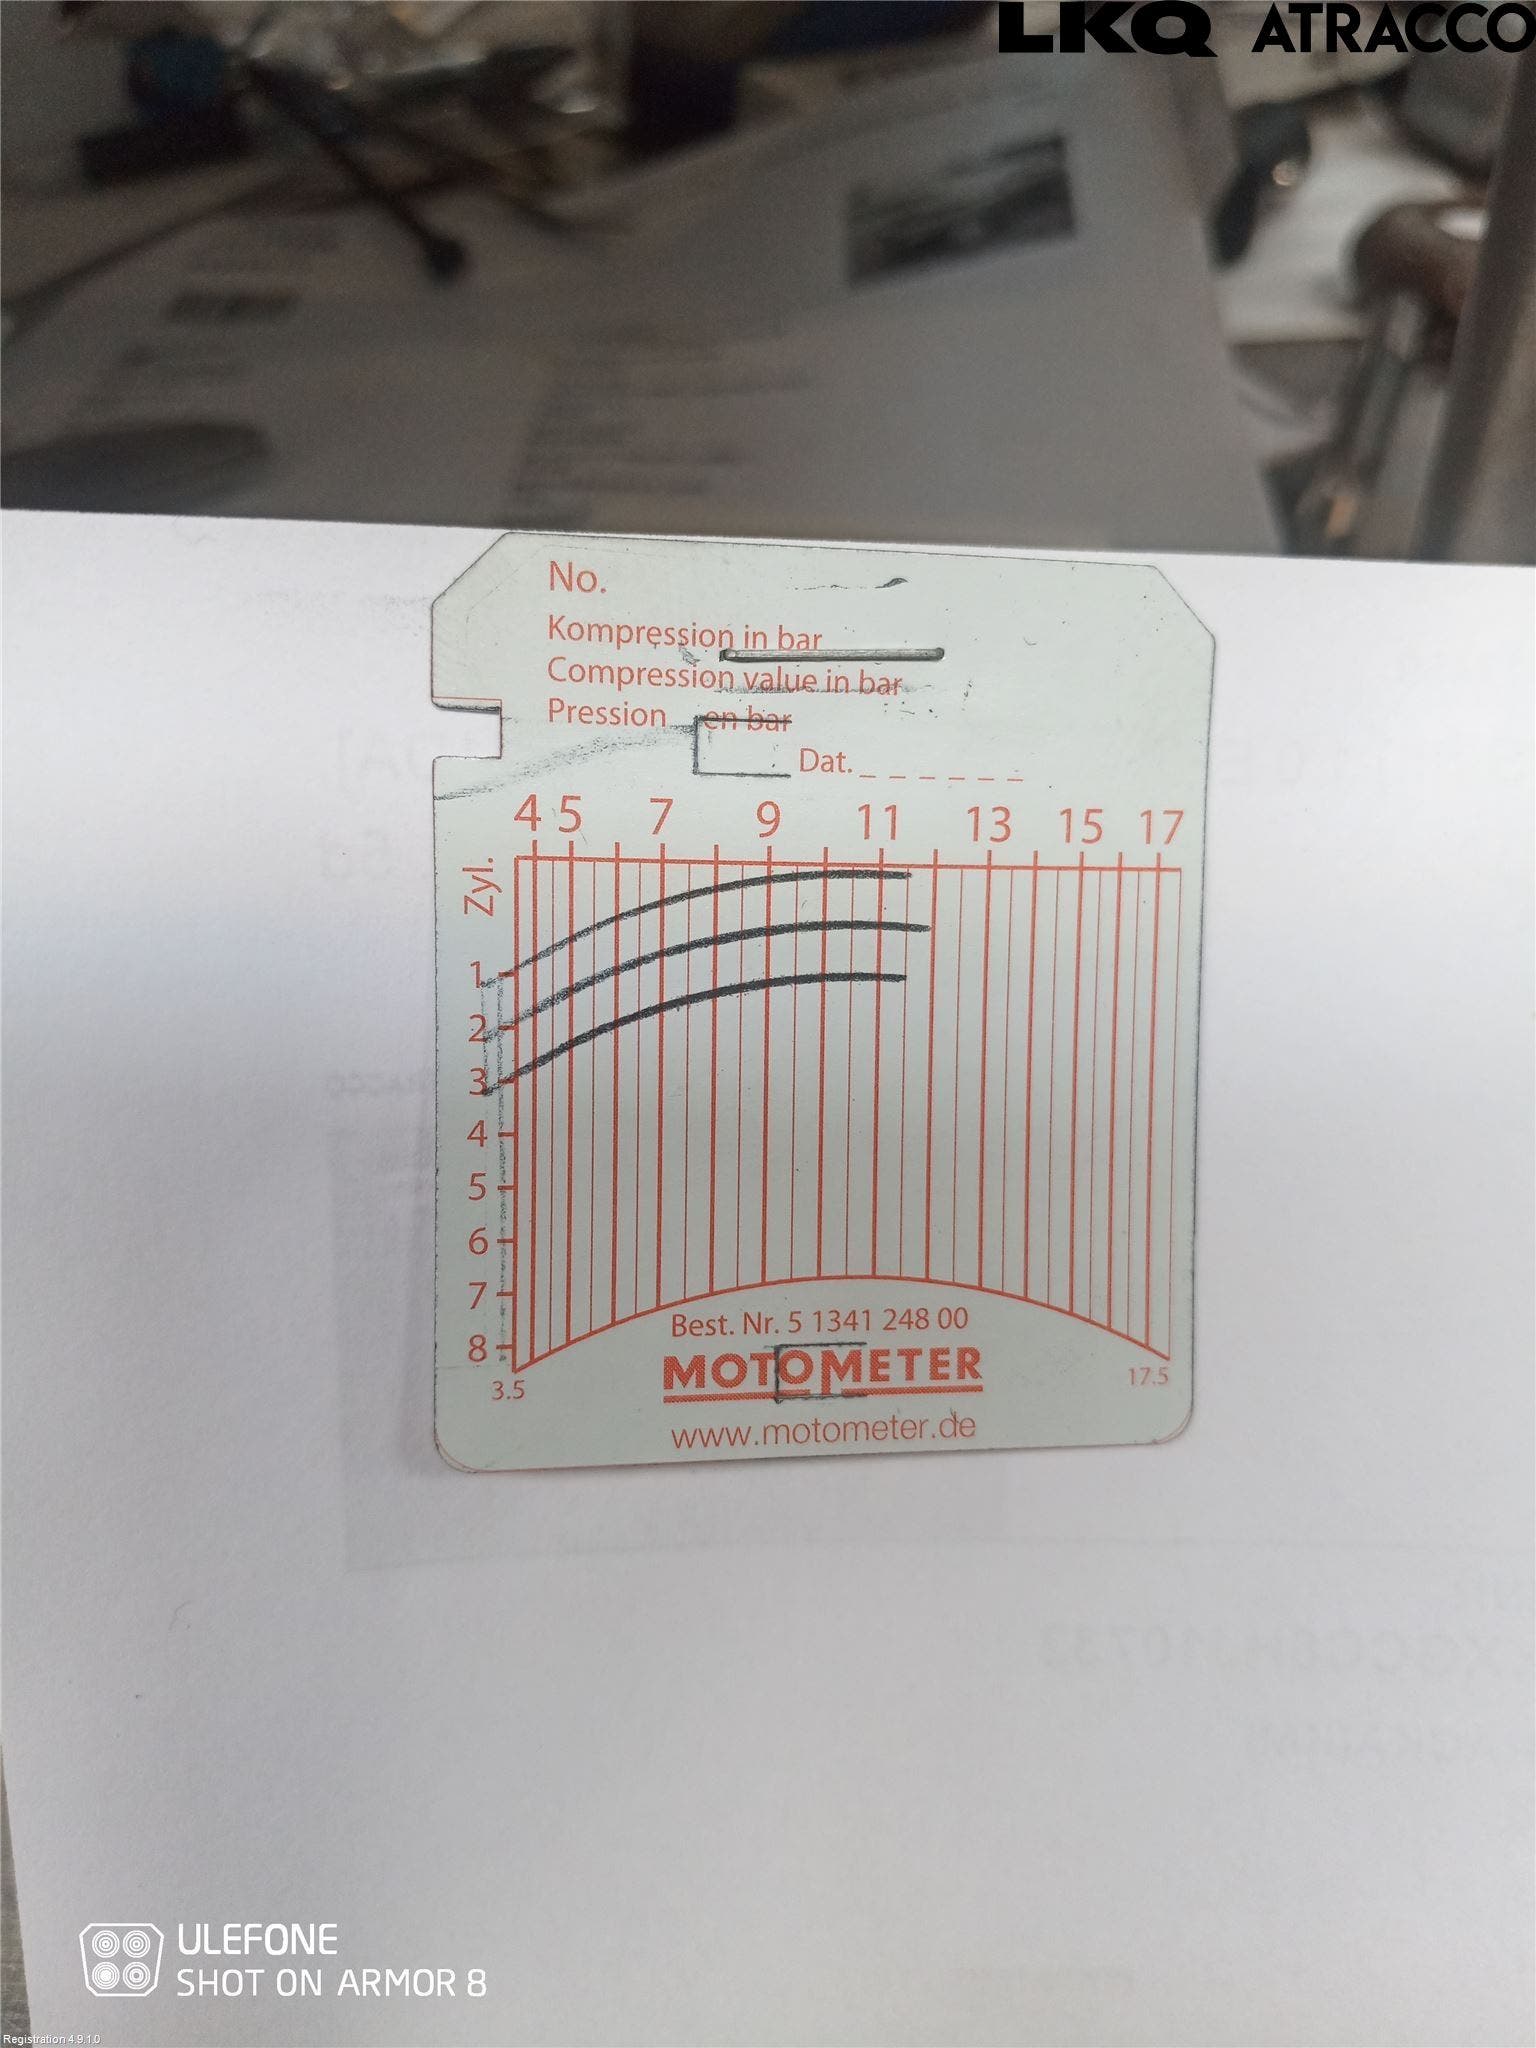 LKQ ATRACCO
No.
Kompression in bar
Compression value in bar
Pression en bar
Dat. _ _ _ _ _ _
4 5 7 9 11 13 15 17
Zyl.
1
2
3
4
5
6
7
8
3.5
17.5
Best. Nr. 5 1341 248 00
MOTOMETER
www.motometer.de
ULEFONE
SHOT ON ARMOR 8
Registration 4.9.1.0